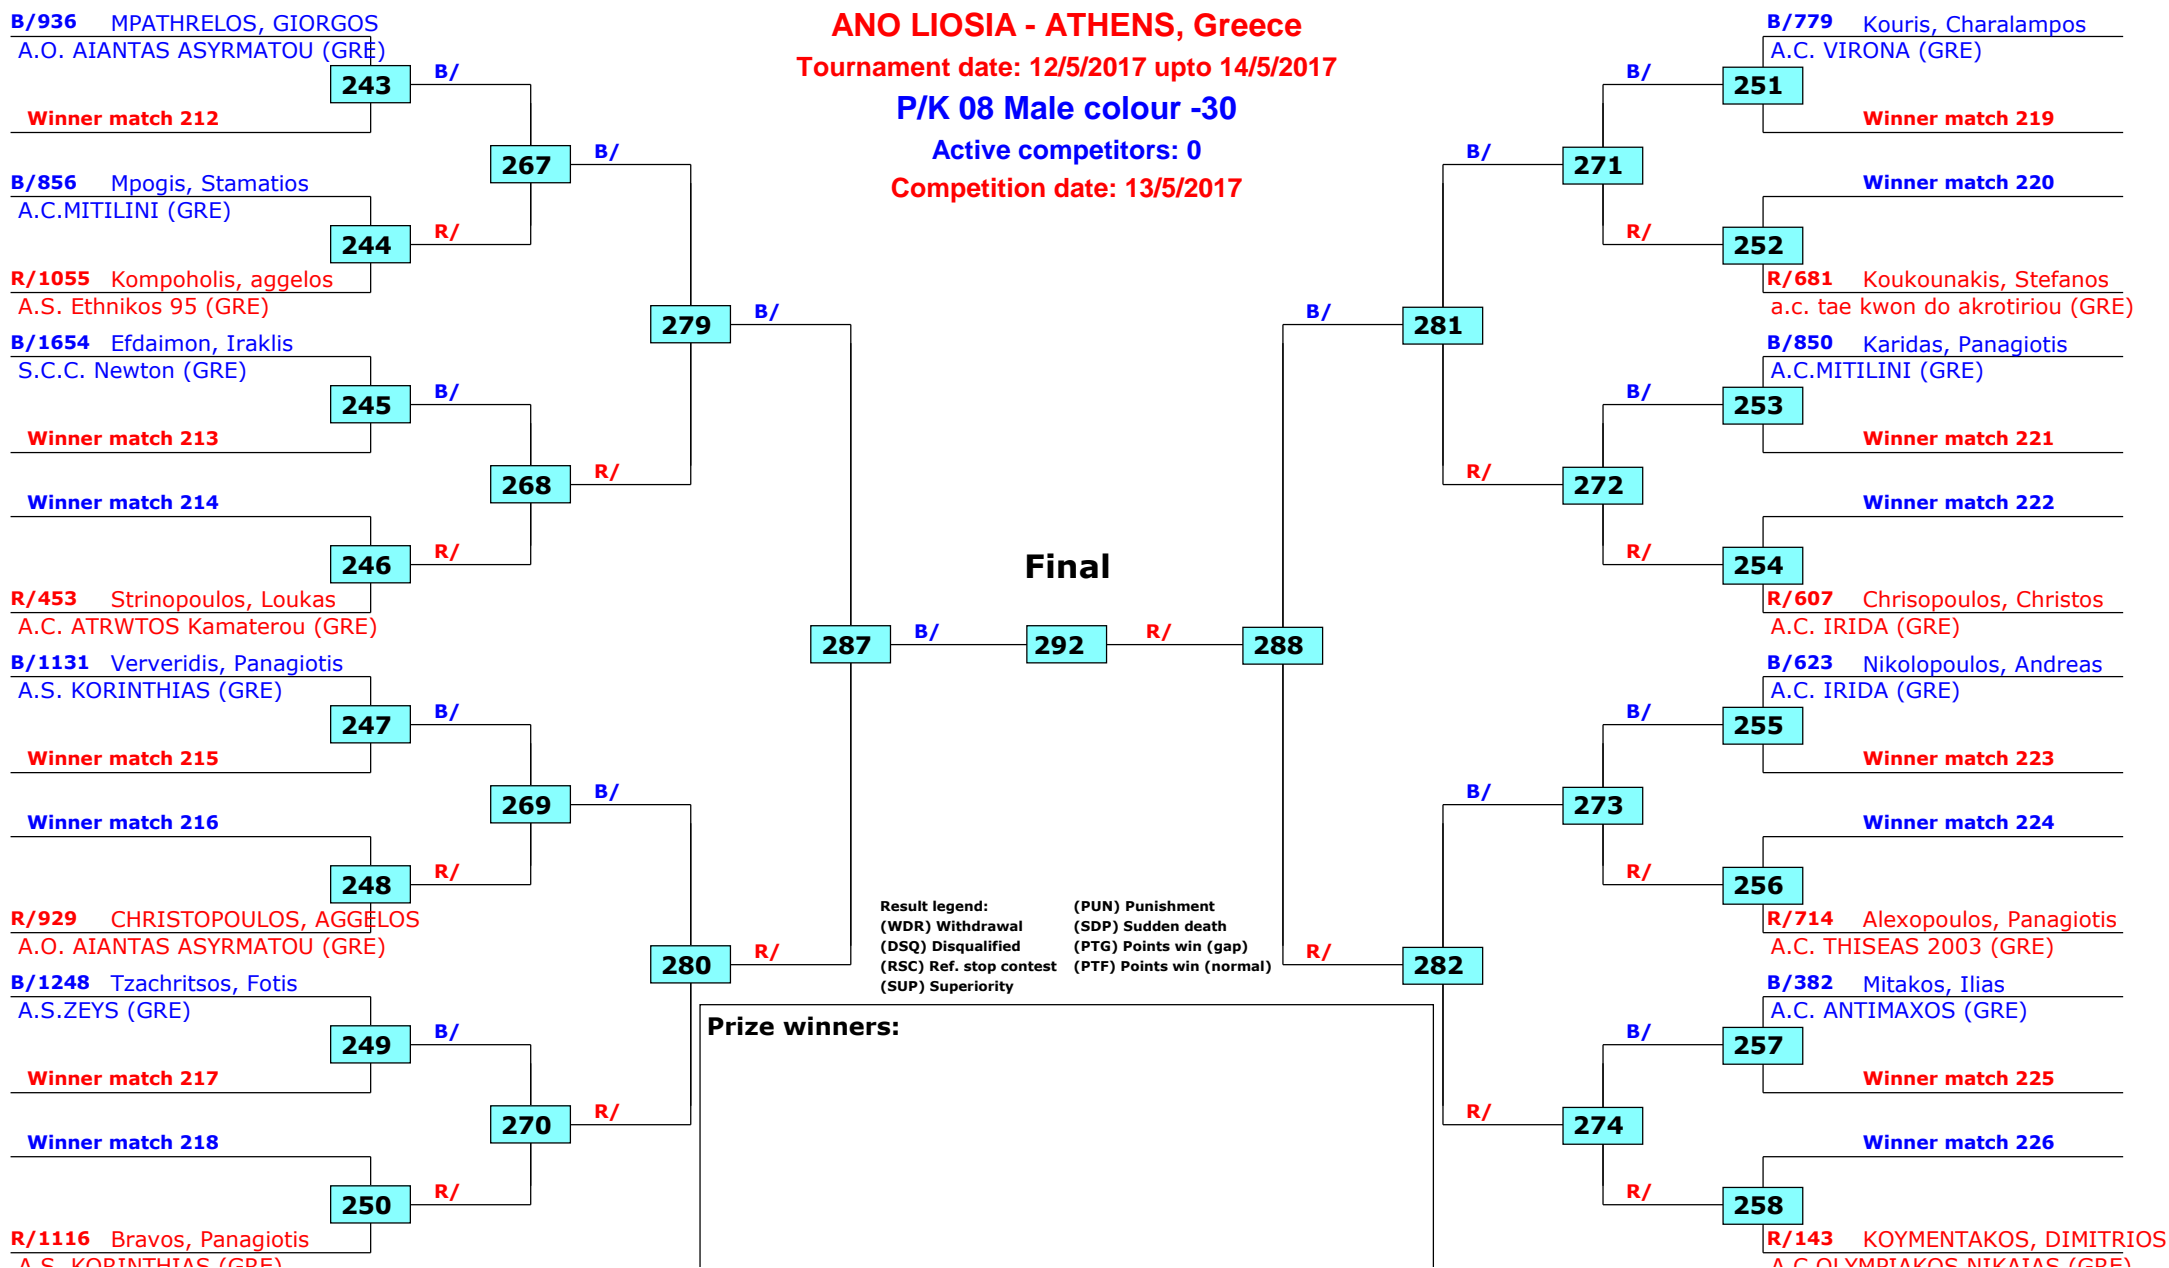 ANO LIOSIA - ATHENS, Greece
Tournament date: 12/5/2017 upto 14/5/2017
P/K 08 Male colour -30
Active competitors: 0
Competition date: 13/5/2017
B/936 MPATHRELOS, GIORGOS
A.O. AIANTAS ASYRMATOU (GRE)
243
B/
Winner match 212
267
B/
B/856 Mpogis, Stamatios
A.C.MITILINI (GRE)
244
R/
R/1055 Kompoholis, aggelos
A.S. Ethnikos 95 (GRE)
279
B/
B/1654 Efdaimon, Iraklis
S.C.C. Newton (GRE)
245
B/
Winner match 213
268
R/
Winner match 214
246
R/
R/453 Strinopoulos, Loukas
A.C. ATRWTOS Kamaterou (GRE)
287
B/
B/1131 Ververidis, Panagiotis
A.S. KORINTHIAS (GRE)
247
B/
Winner match 215
269
B/
Winner match 216
248
R/
R/929 CHRISTOPOULOS, AGGELOS
A.O. AIANTAS ASYRMATOU (GRE)
280
R/
B/1248 Tzachritsos, Fotis
A.S.ZEYS (GRE)
249
B/
Winner match 217
270
R/
Winner match 218
250
R/
R/1116 Bravos, Panagiotis
A.S. KORINTHIAS (GRE)
Final
292
R/
288
B/779 Kouris, Charalampos
A.C. VIRONA (GRE)
B/
251
Winner match 219
B/
271
Winner match 220
R/
252
R/681 Koukounakis, Stefanos
a.c. tae kwon do akrotiriou (GRE)
B/
281
B/850 Karidas, Panagiotis
A.C.MITILINI (GRE)
B/
253
Winner match 221
R/
272
Winner match 222
R/
254
R/607 Chrisopoulos, Christos
A.C. IRIDA (GRE)
B/623 Nikolopoulos, Andreas
A.C. IRIDA (GRE)
B/
255
Winner match 223
B/
273
Winner match 224
R/
256
R/714 Alexopoulos, Panagiotis
A.C. THISEAS 2003 (GRE)
R/
282
B/382 Mitakos, Ilias
A.C. ANTIMAXOS (GRE)
B/
257
Winner match 225
R/
274
Winner match 226
R/
258
R/143 KOYMENTAKOS, DIMITRIOS
A.C.OLYMPIAKOS NIKAIAS (GRE)
Result legend: (PUN) Punishment
(WDR) Withdrawal (SDP) Sudden death
(DSQ) Disqualified (PTG) Points win (gap)
(RSC) Ref. stop contest (PTF) Points win (normal)
(SUP) Superiority
Prize winners: